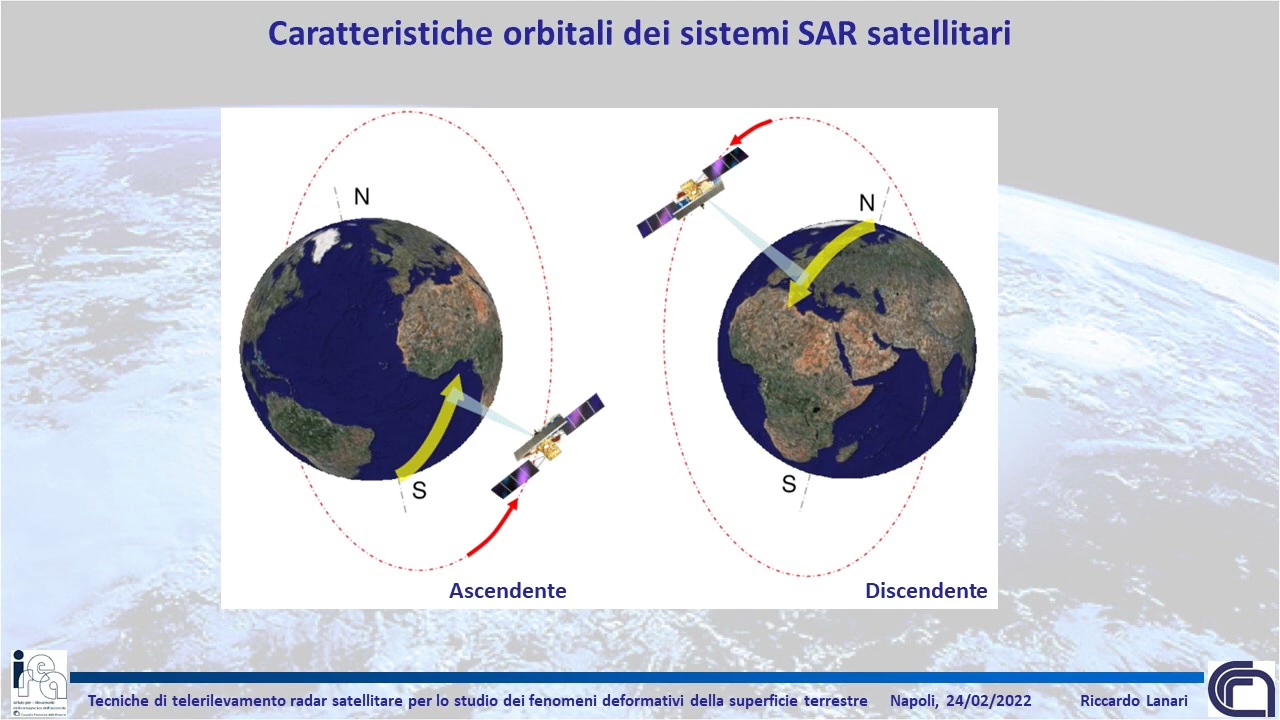 Caratteristiche orbitali dei sistemi SAR satellitari
N
S
Ascendente
N
S
Discendente
irea
Tecniche di telerilevamento radar satellitare per lo studio dei fenomeni deformativi della superficie terrestre Napoli, 24/02/2022 Riccardo Lanari